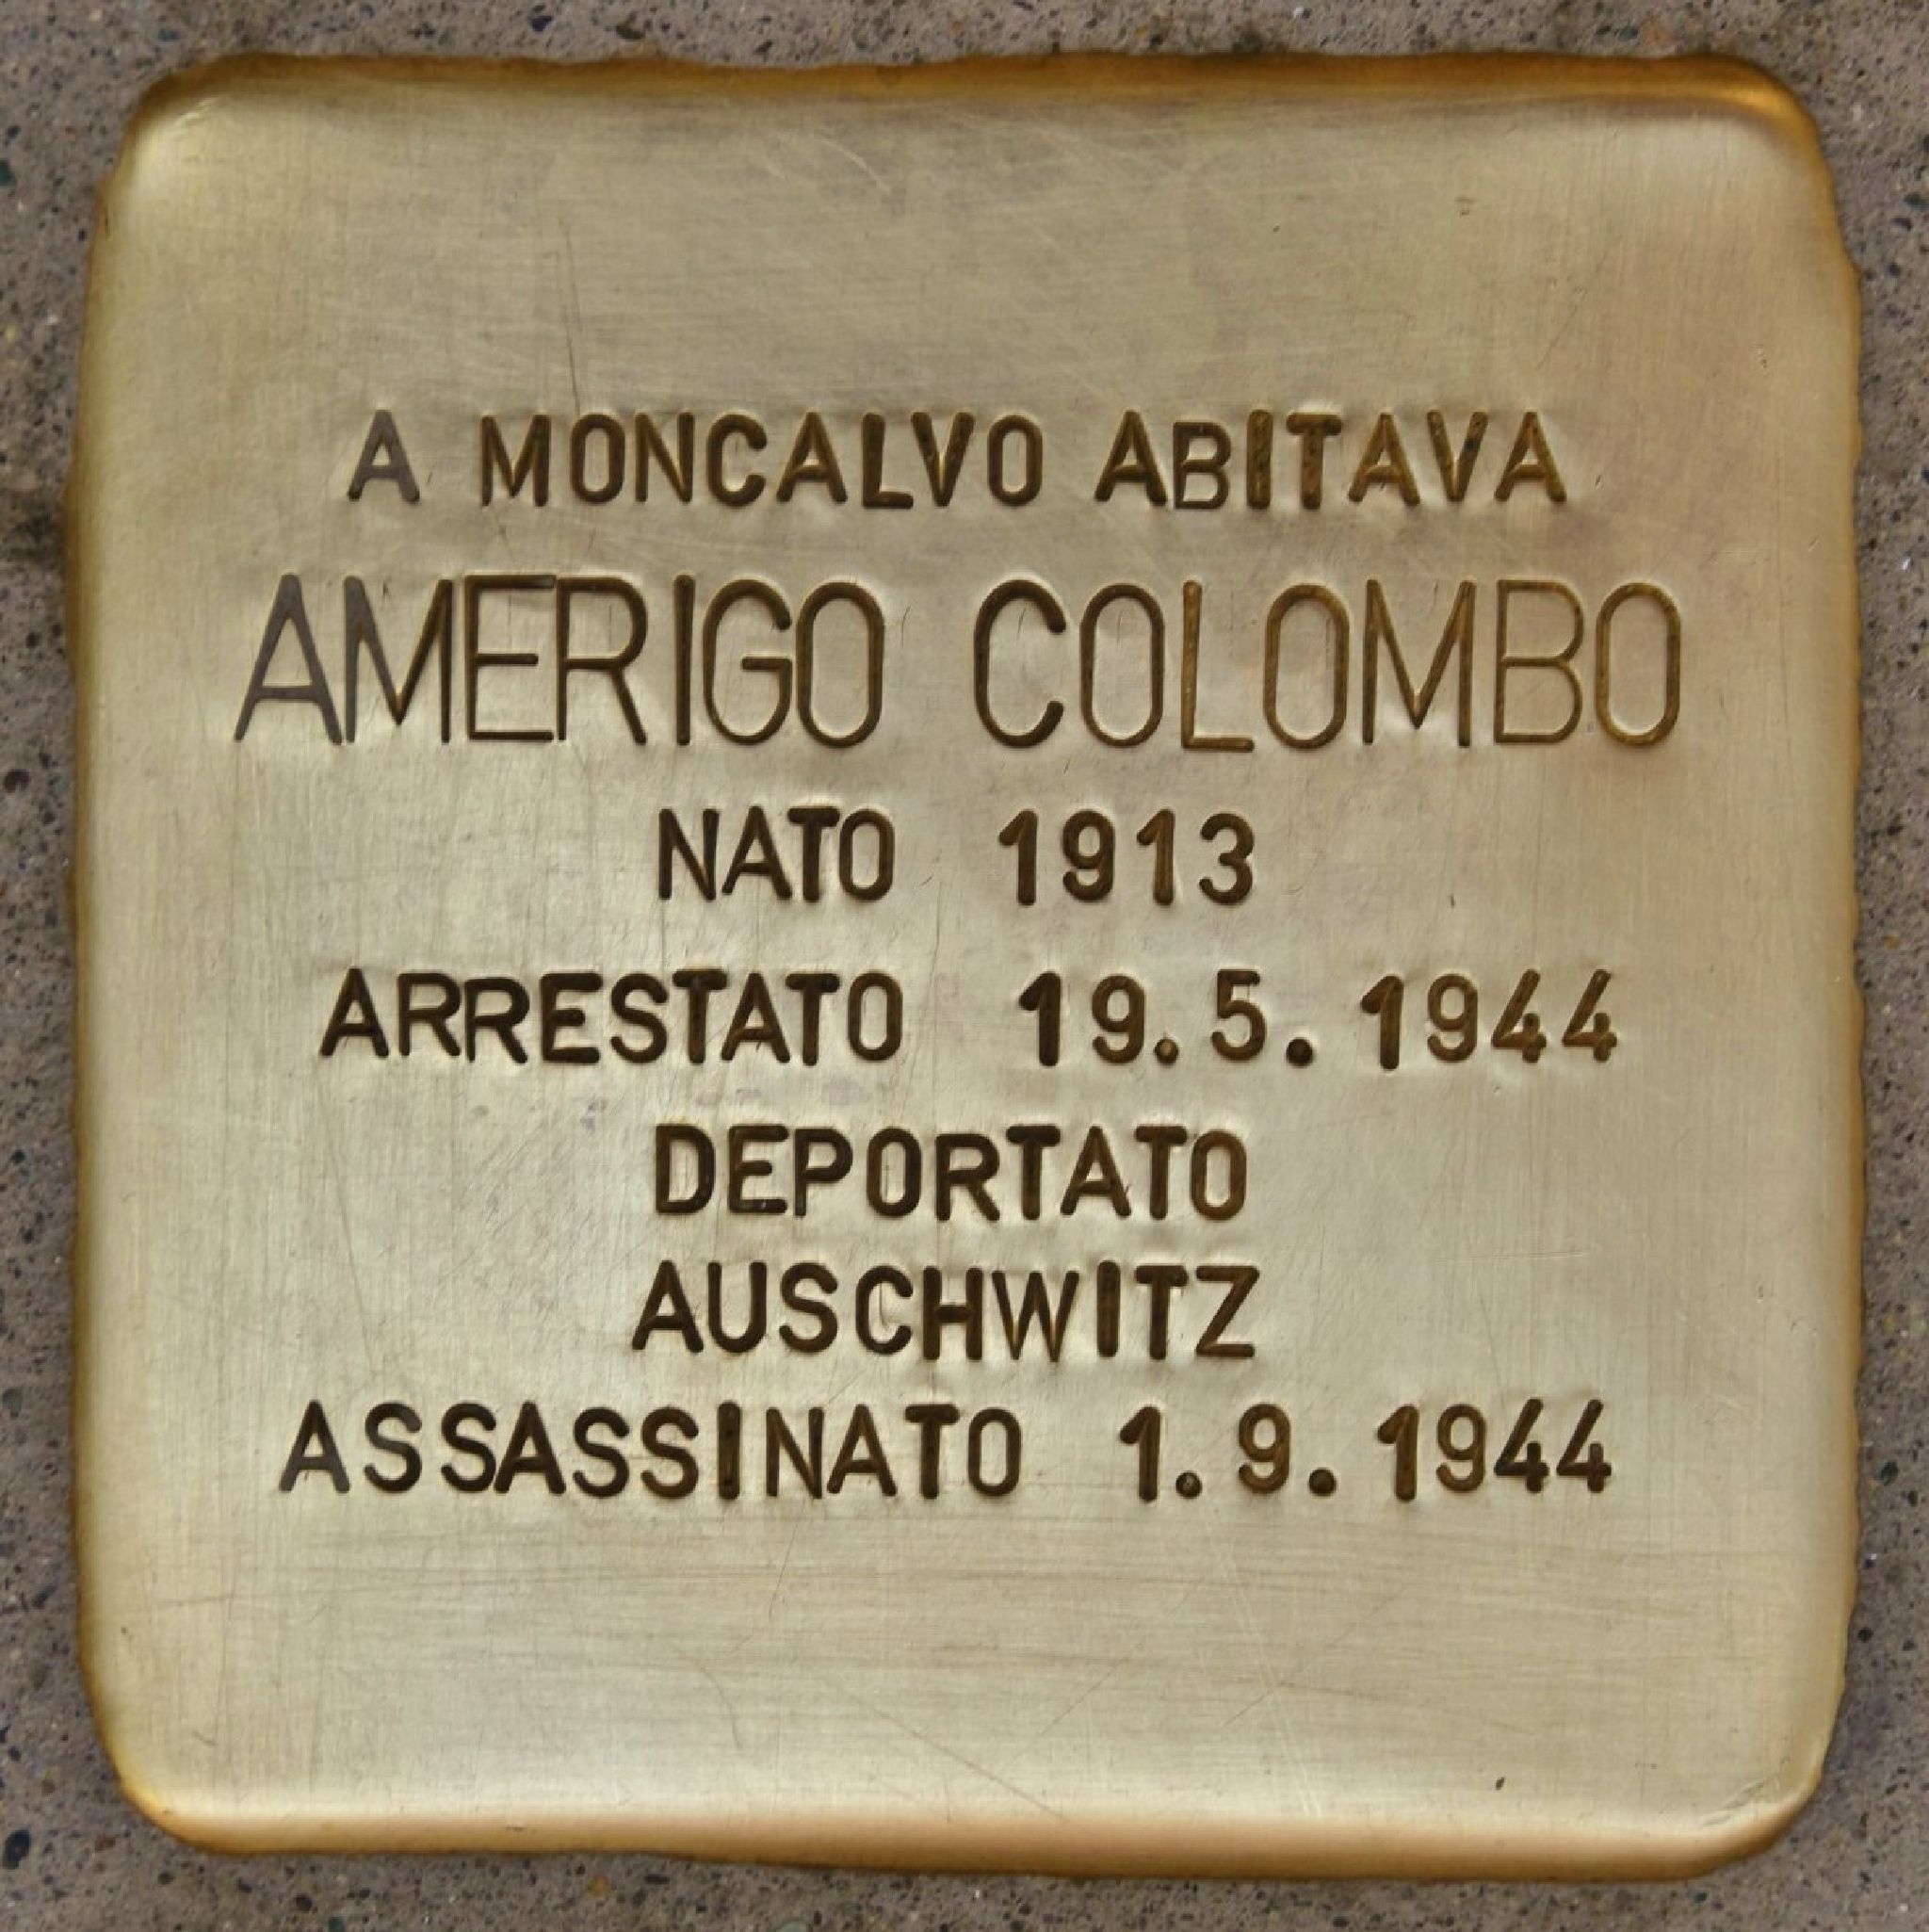 A MONCALVO ABITAVA
AMERIGO COLOMBO
NATO 1913
ARRESTATO 19.5.1944
DEPORTATO
AUSCHWITZ
ASSASSINATO 1.9.1944